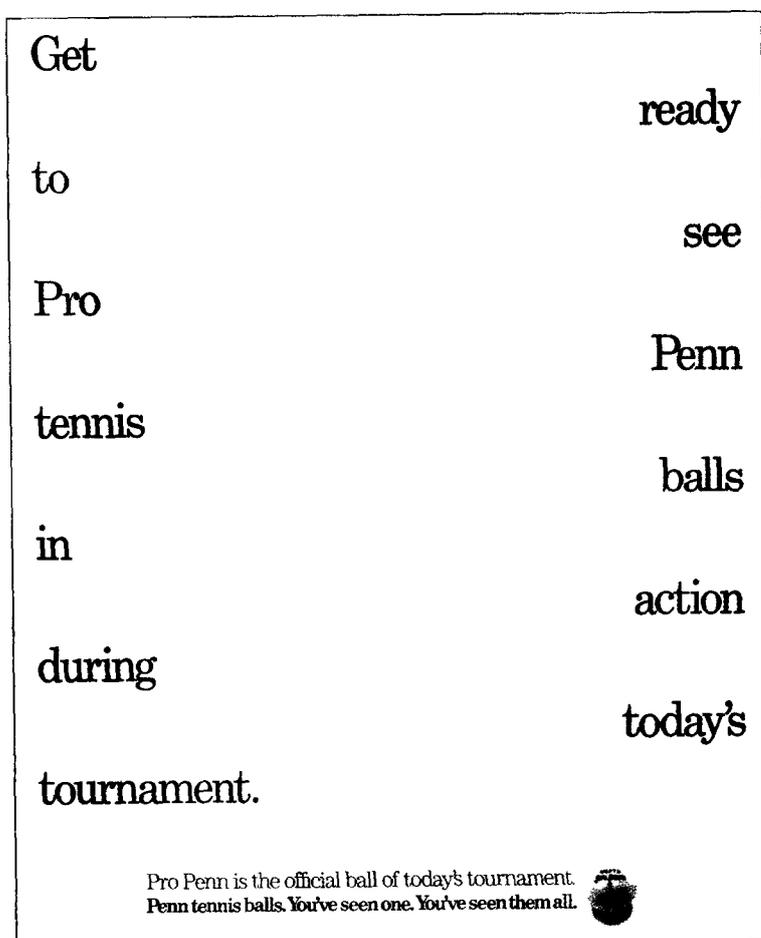 Get
ready
to
see
Pro
Penn
tennis
balls
in
action
during
today's
tournament.
Pro Penn is the official ball of today's tournament.
Penn tennis balls. You've seen one. You've seen them all.